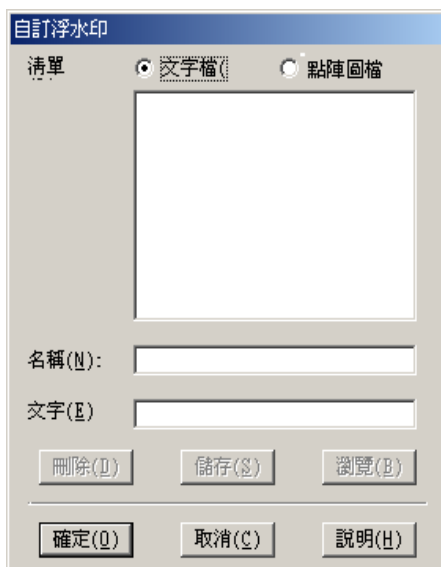 自訂浮水印
清單 文字檔( 點陣圖檔
名稱(N):
文字(E)
刪除(D) 儲存(S) 瀏覽(B)
確定(O) 取消(C) 說明(H)